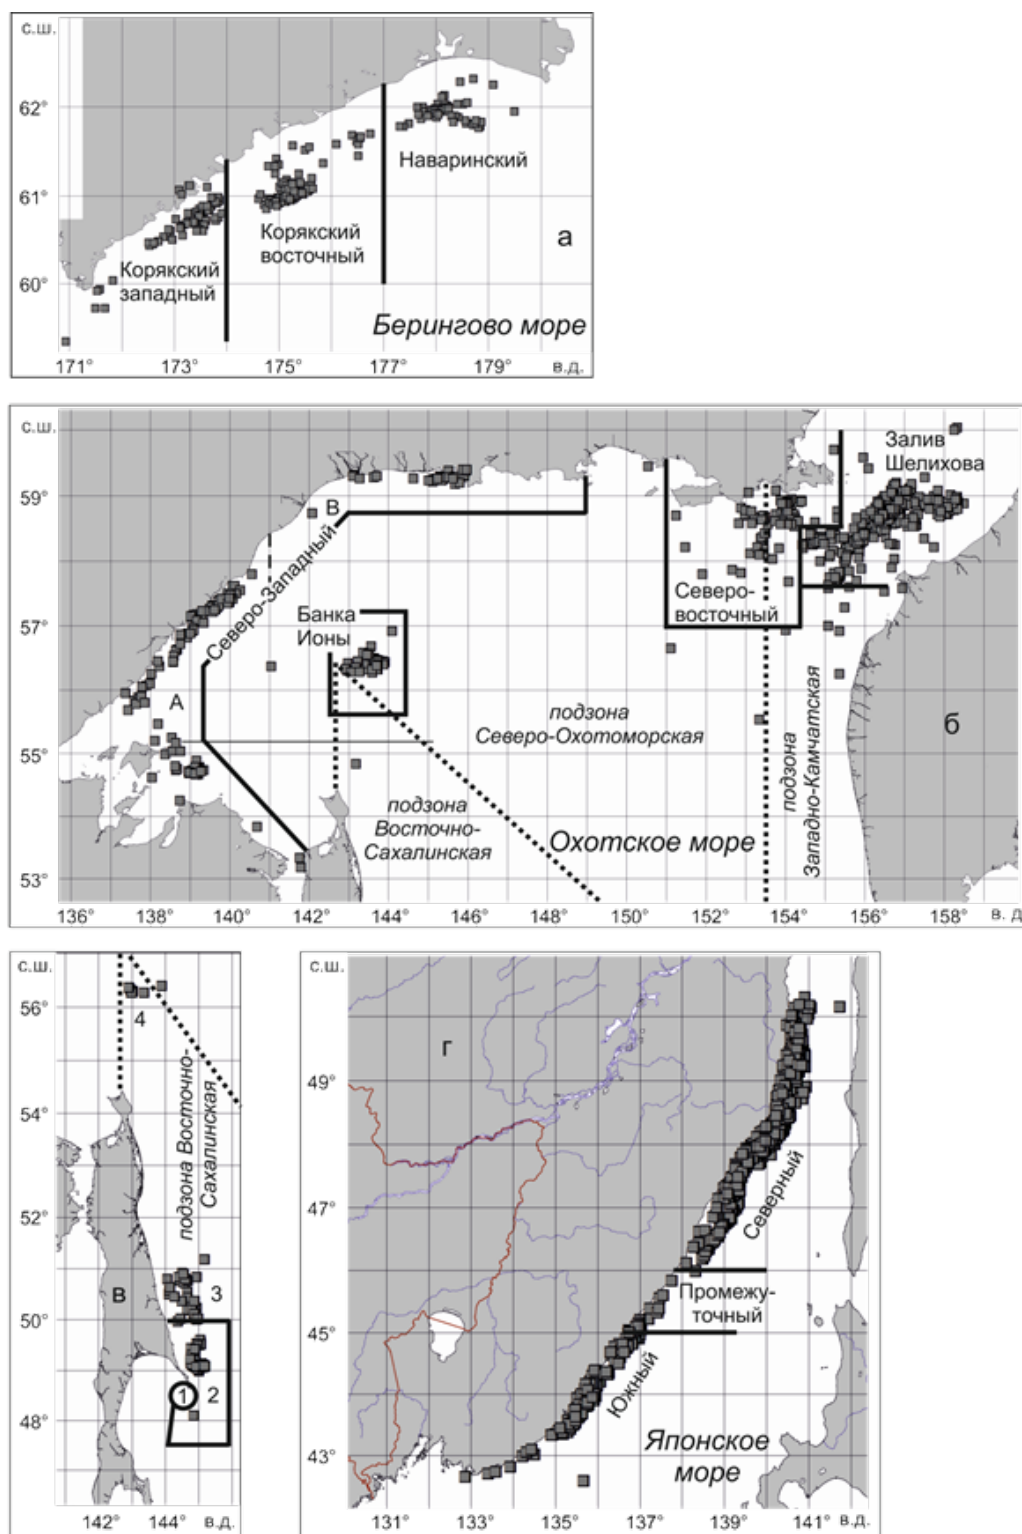 с.ш.
62°
61°
60°
Наваринский
Корякский
восточный
а
Корякский
западный
Берингово море
171° 173° 175° 177° 179° в.д.
с.ш.
59°
57°
55°
53°
Залив
Шелихова
В
Северо-Западный
Банка
Ионы
Северо-
восточный
А
подзона
Северо-Охотоморская
б
подзона
Восточно-
Сахалинская
подзона
Западно-Камчатская
Охотское море
136° 138° 140° 142° 144° 146° 148° 150° 152° 154° 156° 158° в. д
с.ш.
56°
54°
52°
50°
48°
4
подзона Восточно-
Сахалинская
в
3
1
2
142° 144° в.д.
с.ш.
49°
47°
45°
43°
г
Северный
Промежу-
точный
Южный
Японское
море
131° 133° 135° 137° 139° 141° в.д.